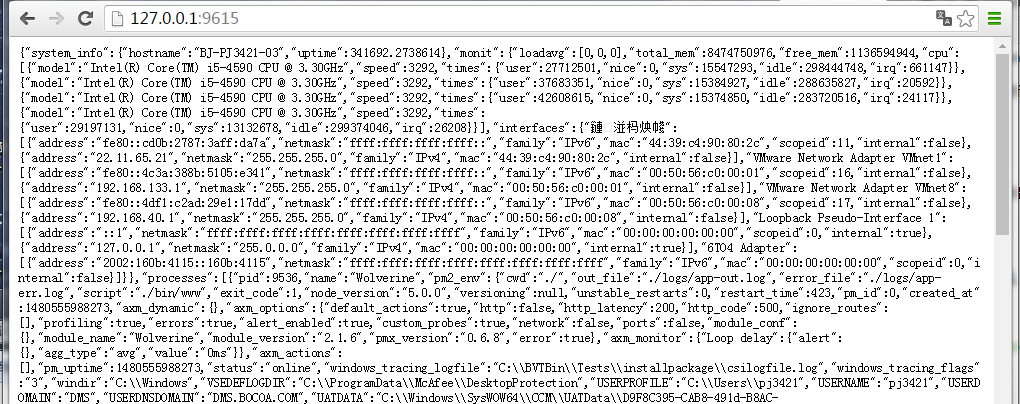 127.0.0.1:9615
{"system_info":{"hostname":"BJ-PJ3421-03","uptime":341692.2738614},"monit":{"loadavg":[0,0,0],"total_mem":8474750976,"free_mem":1136594944,"cpu":
[{"model":"Intel(R) Core(TM) i5-4590 CPU @ 3.30GHz","speed":3292,"times":{"user":27712501,"nice":0,"sys":15547293,"idle":298444748,"irq":661147}},
{"model":"Intel(R) Core(TM) i5-4590 CPU @ 3.30GHz","speed":3292,"times":{"user":37683351,"nice":0,"sys":15384927,"idle":288635827,"irq":20592}},
{"model":"Intel(R) Core(TM) i5-4590 CPU @ 3.30GHz","speed":3292,"times":{"user":42608615,"nice":0,"sys":15374850,"idle":283720516,"irq":24117}},
{"model":"Intel(R) Core(TM) i5-4590 CPU @ 3.30GHz","speed":3292,"times":
{"user":29197131,"nice":0,"sys":13132678,"idle":299374046,"irq":26208}}],"interfaces":{"
[{"address":"fe80::cd0b:2787:3aff:da7a","netmask":"ffff:ffff:ffff:ffff::","family":"IPv6","mac":"44:39:c4:90:80:2c","scopeid":11,"internal":false},
{"address":"22.11.65.21","netmask":"255.255.255.0","family":"IPv4","mac":"44:39:c4:90:80:2c","internal":false}],"VMware Network Adapter VMnet1":
[{"address":"fe80::4c3a:388b:5105:e341","netmask":"ffff:ffff:ffff:ffff::","family":"IPv6","mac":"00:50:56:c0:00:01","scopeid":16,"internal":false},
{"address":"192.168.133.1","netmask":"255.255.255.0","family":"IPv4","mac":"00:50:56:c0:00:01","internal":false}],"VMware Network Adapter VMnet8":
[{"address":"fe80::4df1:c2ad:29e1:17dd","netmask":"ffff:ffff:ffff:ffff::","family":"IPv6","mac":"00:50:56:c0:00:08","scopeid":17,"internal":false},
{"address":"192.168.40.1","netmask":"255.255.255.0","family":"IPv4","mac":"00:50:56:c0:00:08","internal":false}],"Loopback Pseudo-Interface 1":
[{"address":"::1","netmask":"ffff:ffff:ffff:ffff:ffff:ffff:ffff:ffff","family":"IPv6","mac":"00:00:00:00:00:00","scopeid":0,"internal":true},
{"address":"127.0.0.1","netmask":"255.0.0.0","family":"IPv4","mac":"00:00:00:00:00:00","internal":true}],"6TO4 Adapter":
[{"address":"2002:160b:4115::160b:4115","netmask":"ffff:ffff:ffff:ffff:ffff:ffff:ffff:ffff","family":"IPv6","mac":"00:00:00:00:00:00","scopeid":0,"i
nternal":false}]}},"processes":[{"pid":9536,"name":"Wolverine","pm2_env":{"cwd":"./","out_file":"./logs/app-out.log","error_file":"./logs/app-
err.log","script":"./bin/www","exit_code":1,"node_version":"5.0.0","versioning":null,"unstable_restarts":0,"restart_time":423,"pm_id":0,"created_at
":1480555988273,"axm_dynamic":{},"axm_options":{"default_actions":true,"http":false,"http_latency":200,"http_code":500,"ignore_routes":
[],"profiling":true,"errors":true,"alert_enabled":true,"custom_probes":true,"network":false,"ports":false,"module_conf":
{},"module_name":"Wolverine","module_version":"2.1.6","pmx_version":"0.6.8","error":true},"axm_monitor":{"Loop delay":{"alert":
{},"agg_type":"avg","value":"0ms"}},"axm_actions":
[],"pm_uptime":1480555988273,"status":"online","windows_tracing_logfile":"C:\\BVTBin\\Tests\\installpackage\\csilogfile.log","windows_tracing_flags
":"3","windir":"C:\\Windows","VSEDEFLOGDIR":"C:\\ProgramData\\McAfee\\DesktopProtection","USERPROFILE":"C:\\Users\\pj3421","USERNAME":"pj3421","USERD
OMAIN":"DMS","USERDNSDOMAIN":"DMS.BOCOA.COM","UATDATA":"C:\\Windows\\SysWOW64\\CCM\\UATData\\D9F8C395-CAB8-491d-B8AC-